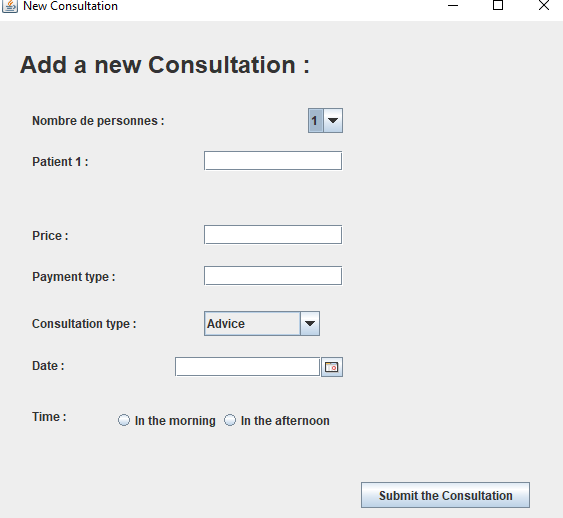 New Consultation
Add a new Consultation :
Nombre de personnes : 1
Patient 1 :
Price :
Payment type :
Consultation type : Advice
Date :
Time : In the morning In the afternoon
Submit the Consultation